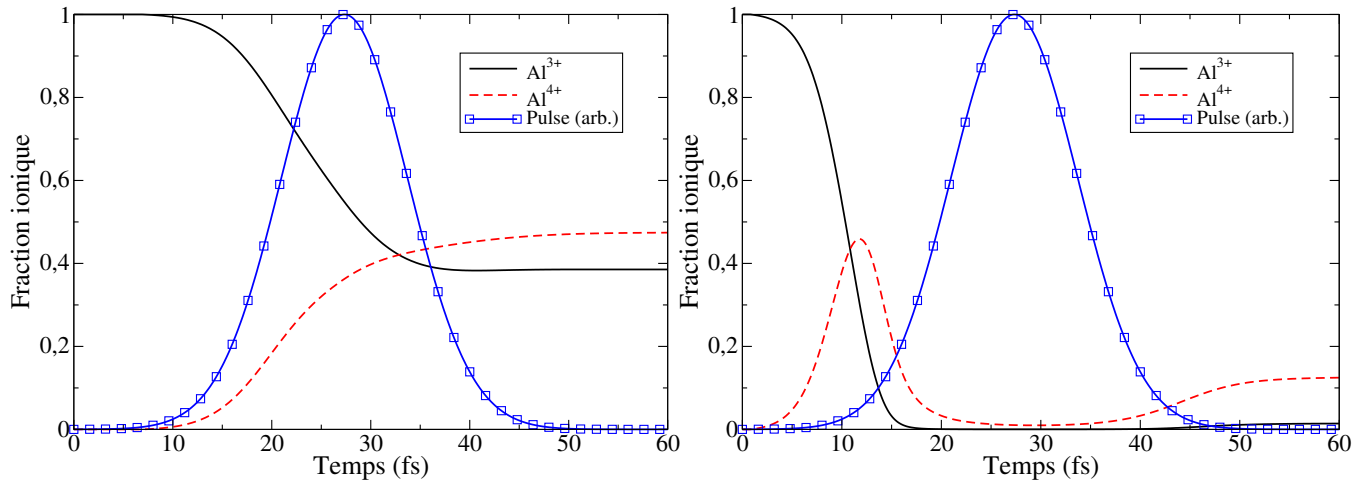 1
0,8
0,6
0,4
0,2
0
Fraction ionique
0 10 20 30 40 50 60
Temps (fs)
Al3+
Al4+
Pulse (arb.)
1
0,8
0,6
0,4
0,2
0
Fraction ionique
0 10 20 30 40 50 60
Temps (fs)
Al3+
Al4+
Pulse (arb.)